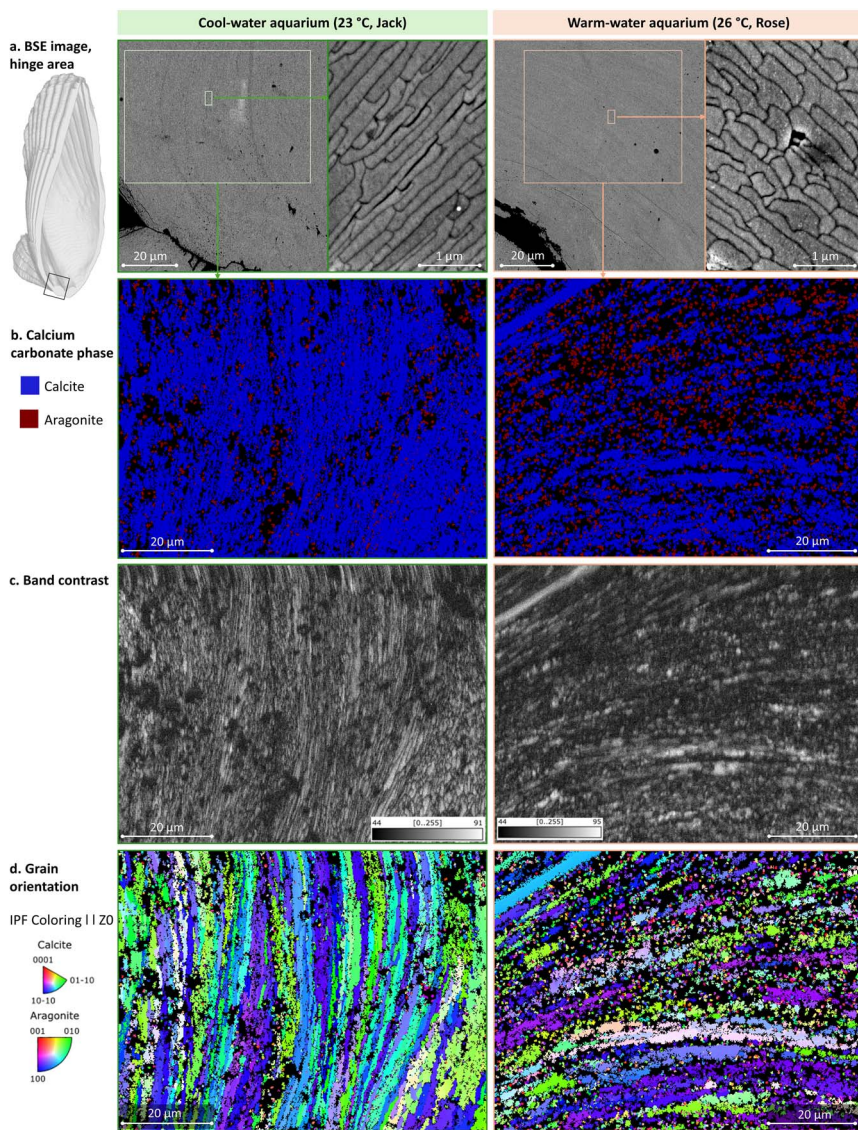 Cool-water aquarium (23 °C, Jack)
Warm-water aquarium (26 °C, Rose)
a. BSE image,
hinge area
20 µm
1 µm
20 µm
1 µm
b. Calcium
carbonate phase
Calcite
Aragonite
20 µm
20 µm
c. Band contrast
20 µm
44 [0..255] 91
44 [0..255] 95
20 µm
d. Grain
orientation
IPF Coloring l l Z0
Calcite
0001
01-10
10-10
Aragonite
001 010
100
20 µm
20 µm